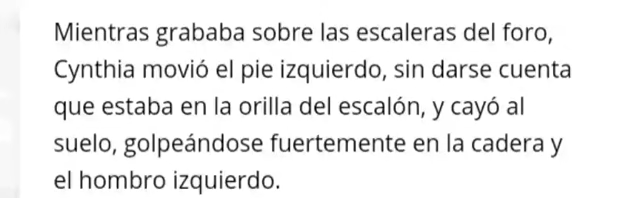 Mientras grababa sobre las escaleras del foro,
Cynthia movió el pie izquierdo, sin darse cuenta
que estaba en la orilla del escalón, y cayó al
suelo, golpeándose fuertemente en la cadera y
el hombro izquierdo.